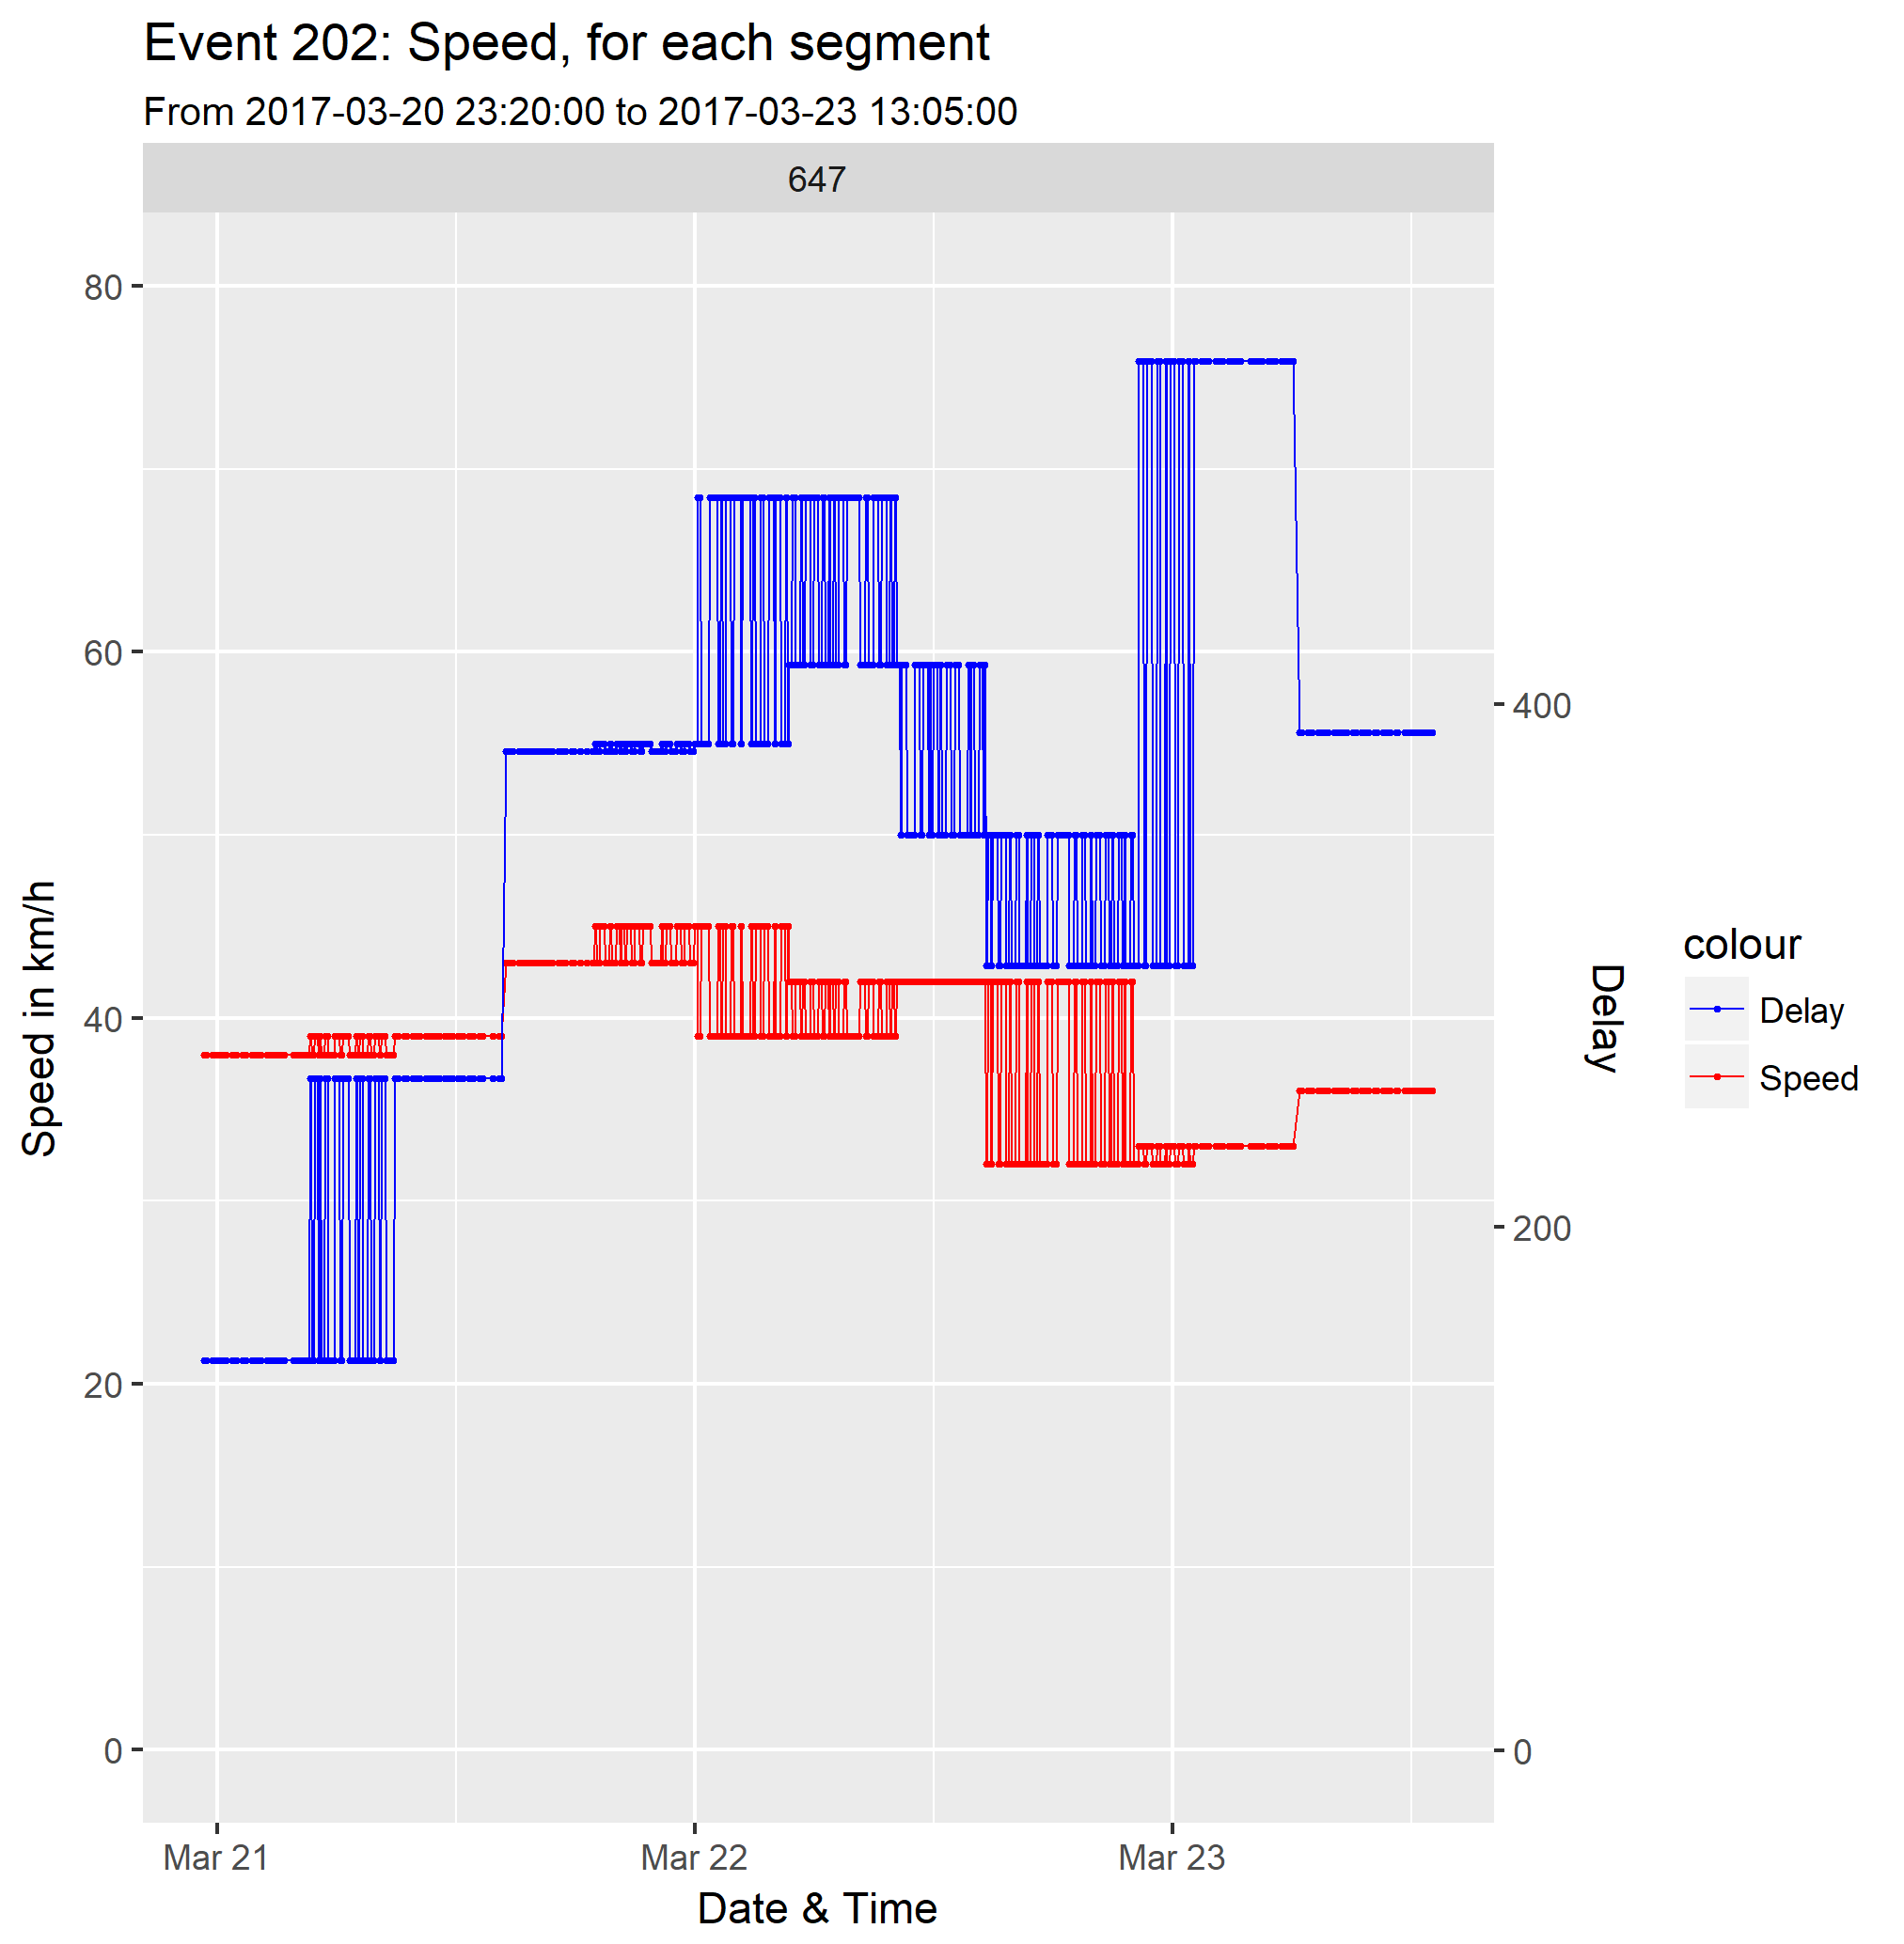 Event 202: Speed, for each segment
From 2017-03-20 23:20:00 to 2017-03-23 13:05:00
647
80
60
40
20
0
Speed in km/h
400
200
0
Delay
colour
Delay
Speed
Mar 21
Mar 22
Mar 23
Date & Time